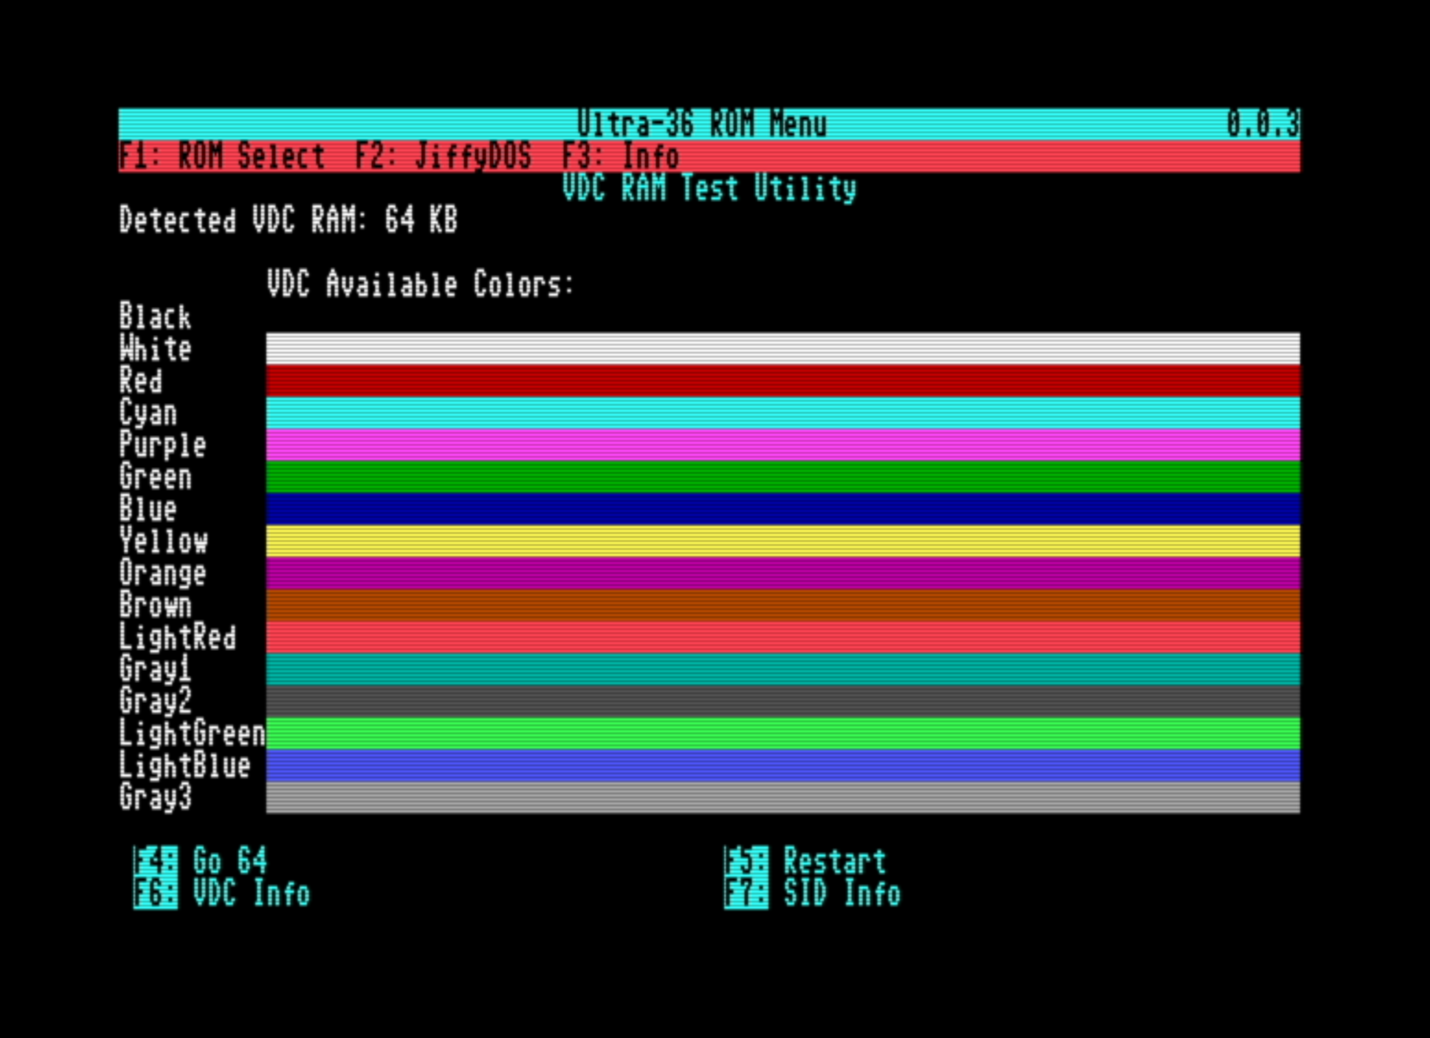 Ultra-36 ROM Menu 0.0.3
F1: ROM Select F2: JiffyDOS F3: Info
VDC RAM Test Utility
Detected VDC RAM: 64 KB
VDC Available Colors:
Black
White
Red
Cyan
Purple
Green
Blue
Yellow
Orange
Brown
LightRed
Gray1
Gray2
LightGreen
LightBlue
Gray3
F4: Go 64 F5: Restart
F6: VDC Info F7: SID Info